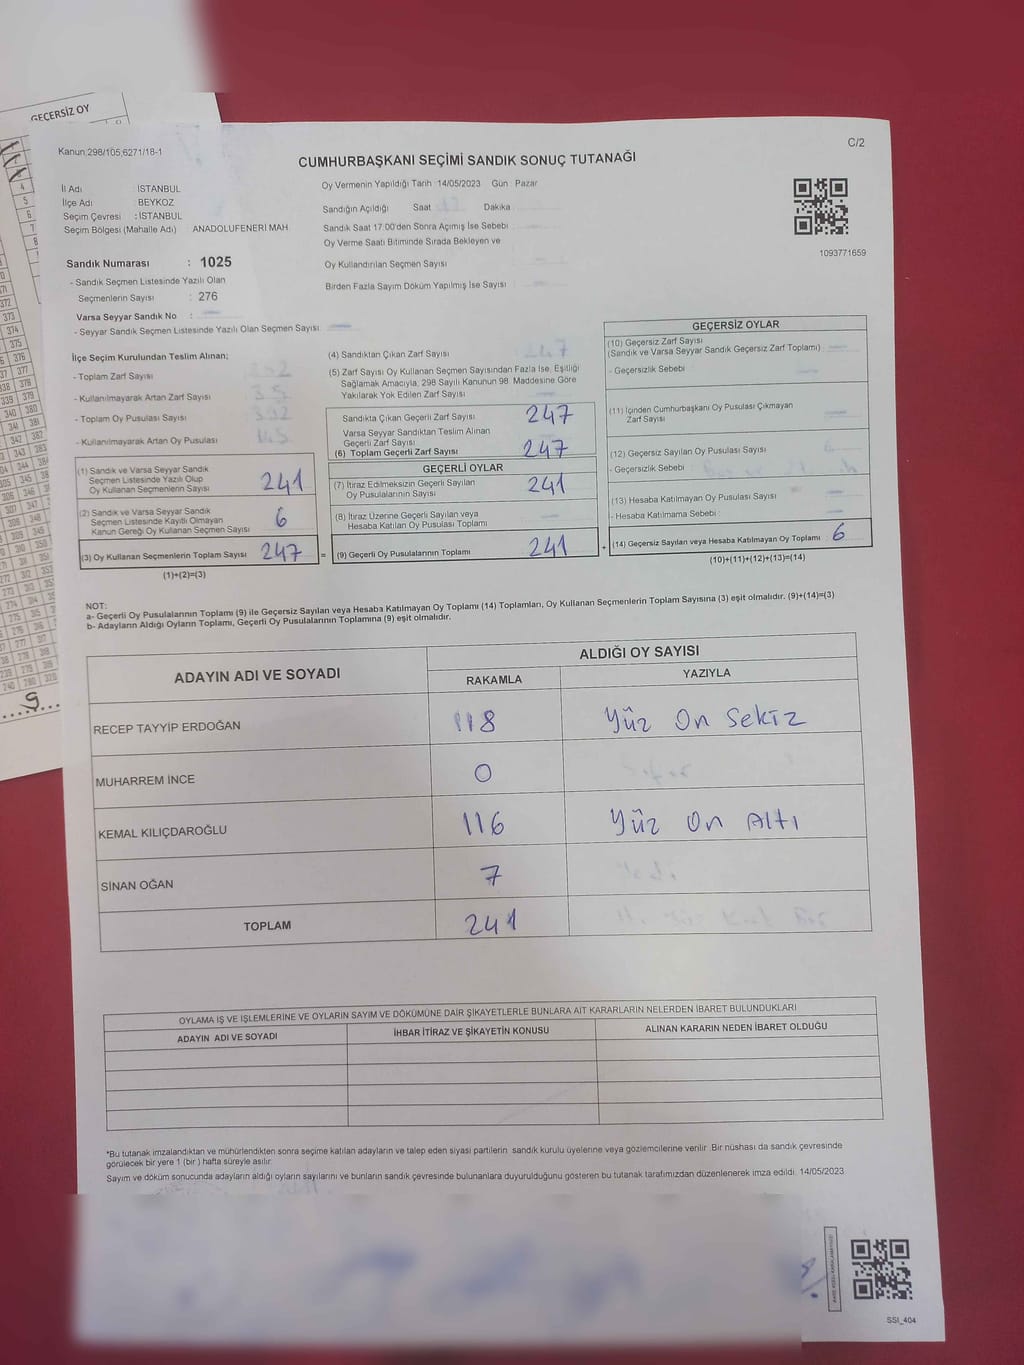 GEÇERSİZ OY
Kanun:298/105,6271/18-1
C/2
CUMHURBAŞKANI SEÇİMİ SANDIK SONUÇ TUTANAĞI
İl Adı : İSTANBUL
İlçe Adı : BEYKOZ
Seçim Çevresi : İSTANBUL
Seçim Bölgesi (Mahalle Adı) ANADOLUFENERİ MAH.
Sandık Numarası : 1025
- Sandık Seçmen Listesinde Yazılı Olan
Seçmenlerin Sayısı : 276
Varsa Seyyar Sandık No :
- Seyyar Sandık Seçmen Listesinde Yazılı Olan Seçmen Sayısı:
Oy Vermenin Yapıldığı Tarih 14/05/2023 Gün Pazar
Sandığın Açıldığı Saat Dakika
Sandık Saat 17.00'den Sonra Açımış İse Sebebi
Oy Verme Saati Bitiminde Sırada Bekleyen ve
Oy Kullandırılan Seçmen Sayısı
Birden Fazla Sayım Döküm Yapılmış İse Sayısı
1093771659
İlçe Seçim Kurulundan Teslim Alınan;
- Toplam Zarf Sayısı
- Kullanılmayarak Artan Zarf Sayısı 35
- Toplam Oy Pusulası Sayısı
- Kullanılmayarak Artan Oy Pusulası
(1) Sandık ve Varsa Seyyar Sandık
Seçmen Listesinde Yazılı Olup
Oy Kullanan Seçmenlerin Sayısı 241
(2) Sandık ve Varsa Seyyar Sandık
Seçmen Listesinde Kayıtlı Olmayan
Kanun Gereği Oy Kullanan Seçmen Sayısı 6
(3) Oy Kullanan Seçmenlerin Toplam Sayısı 247 =
(1)+(2)=(3)
(4) Sandıktan Çıkan Zarf Sayısı 247
(5) Zarf Sayısı Oy Kullanan Seçmen Sayısından Fazla İse, Eşitliği
Sağlamak Amacıyla, 298 Sayılı Kanunun 98. Maddesine Göre
Yakılarak Yok Edilen Zarf Sayısı
Sandıkta Çıkan Geçerli Zarf Sayısı 247
Varsa Seyyar Sandıktan Teslim Alınan
Geçerli Zarf Sayısı
(6) Toplam Geçerli Zarf Sayısı 247
GEÇERLİ OYLAR
(7) İtiraz Edilmeksizin Geçerli Sayılan
Oy Pusulalarının Sayısı 241
(8) İtiraz Üzerine Geçerli Sayılan veya
Hesaba Katılan Oy Pusulası Toplamı
(9) Geçerli Oy Pusulalarının Toplamı 241 +
GEÇERSİZ OYLAR
(10) Geçersiz Zarf Sayısı
(Sandık ve Varsa Seyyar Sandık Geçersiz Zarf Toplamı)
- Geçersizlik Sebebi :
(11) İçinden Cumhurbaşkanı Oy Pusulası Çıkmayan
Zarf Sayısı
(12) Geçersiz Sayılan Oy Pusulası Sayısı 6
- Geçersizlik Sebebi :
(13) Hesaba Katılmayan Oy Pusulası Sayısı
- Hesaba Katılmama Sebebi :
(14) Geçersiz Sayılan veya Hesaba Katılmayan Oy Toplamı 6
(10)+(11)+(12)+(13)=(14)
NOT:
a- Geçerli Oy Pusulalarının Toplamı (9) ile Geçersiz Sayılan veya Hesaba Katılmayan Oy Toplamı (14) Toplamları, Oy Kullanan Seçmenlerin Toplam Sayısına (3) eşit olmalıdır. (9)+(14)=(3)
b- Adayların Aldığı Oyların Toplamı, Geçerli Oy Pusulalarının Toplamına (9) eşit olmalıdır.
ADAYIN ADI VE SOYADI
ALDIĞI OY SAYISI
RAKAMLA YAZIYLA
RECEP TAYYİP ERDOĞAN 118 Yüz On Sekiz
MUHARREM İNCE 0 Sıfır
KEMAL KILIÇDAROĞLU 116 Yüz On Altı
SİNAN OĞAN 7 Yedi
TOPLAM 241
OYLAMA İŞ VE İŞLEMLERİNE VE OYLARIN SAYIM VE DÖKÜMÜNE DAİR ŞİKAYETLERLE BUNLARA AİT KARARLARIN NELERDEN İBARET BULUNDUKLARI
ADAYIN ADI VE SOYADI İHBAR İTİRAZ VE ŞİKAYETİN KONUSU ALINAN KARARIN NEDEN İBARET OLDUĞU
*Bu tutanak imzalandıktan ve mühürlendikten sonra seçime katılan adayların ve talep eden siyasi partilerin sandık kurulu üyelerine veya gözlemcilerine verilir. Bir nüshası da sandık çevresinde
görülecek bir yere 1 (bir) hafta süreyle asılır.
Sayım ve döküm sonucunda adayların aldığı oyların sayılarını ve bunların sandık çevresinde bulunanlara duyurulduğunu gösteren bu tutanak tarafımızdan düzenlenerek imza edildi. 14/05/2023
SSI_404